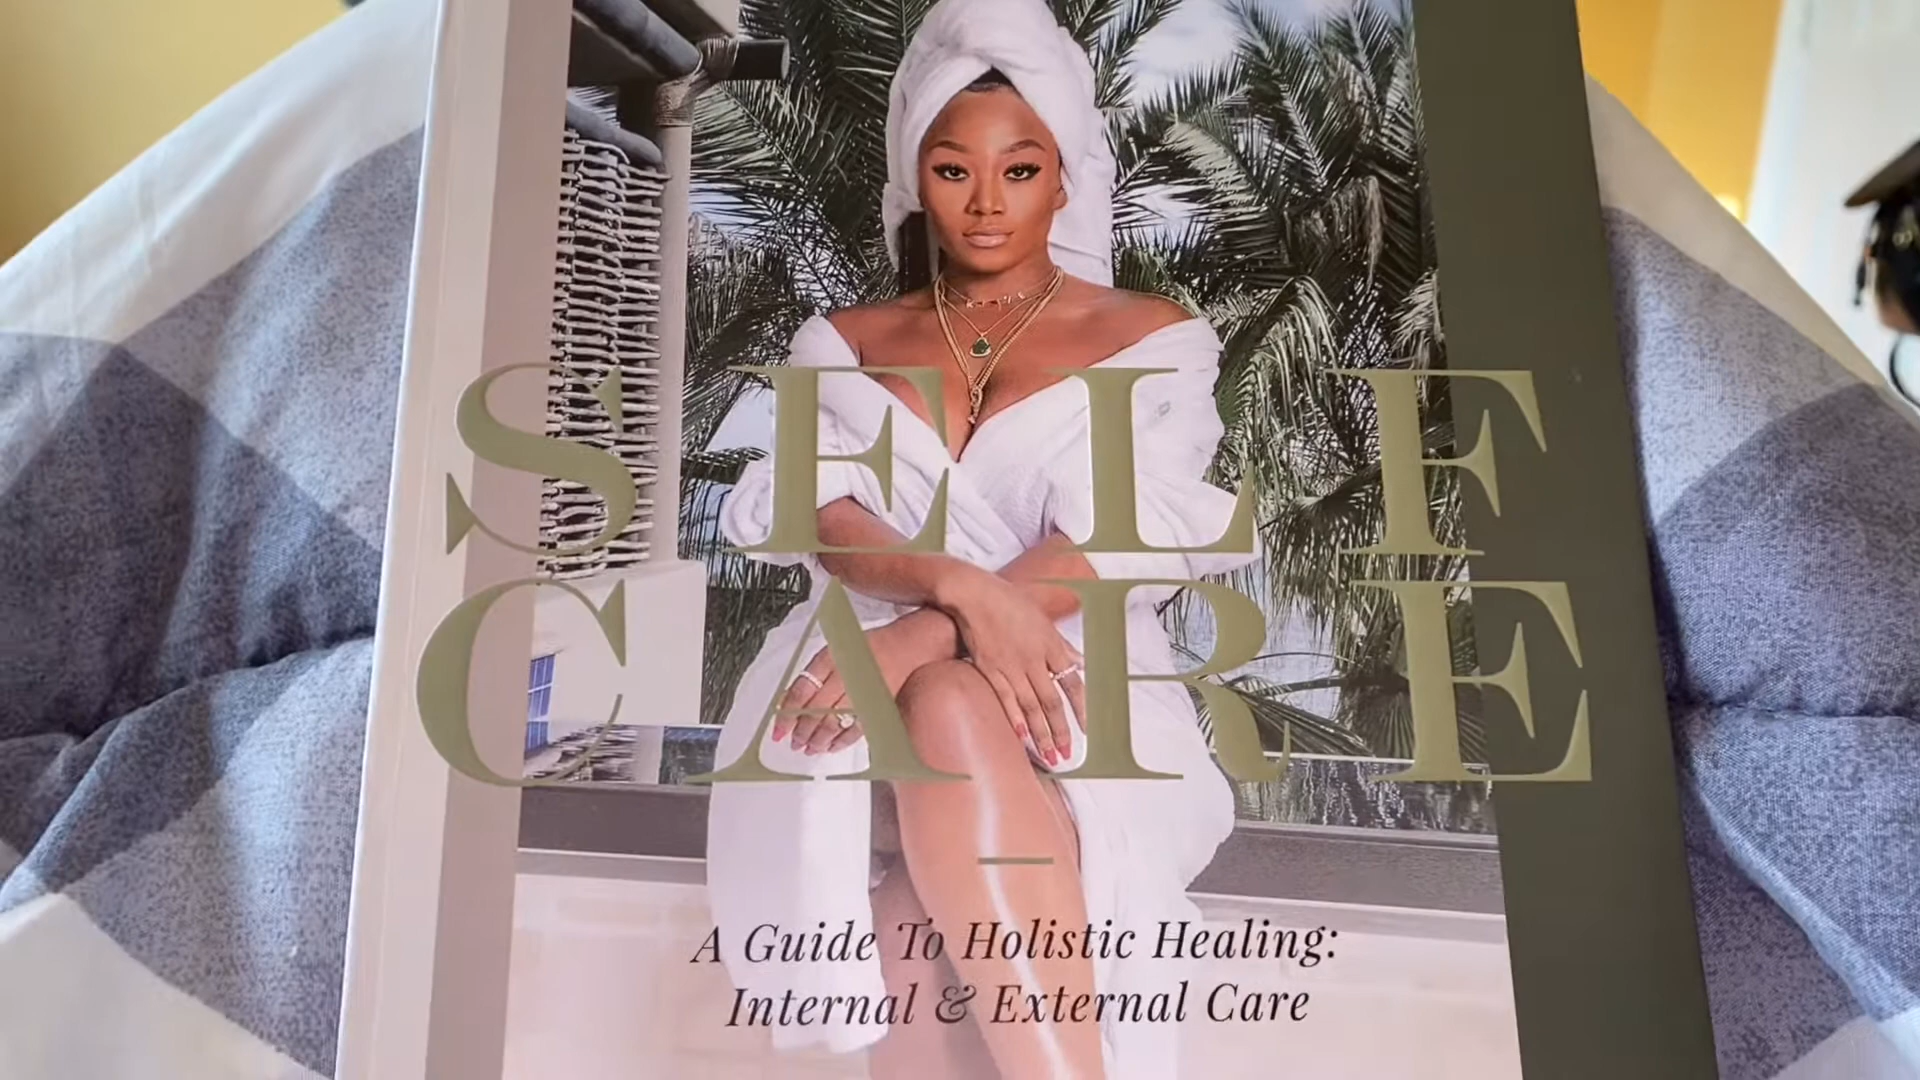 SELF
CARE
A Guide To Holistic Healing:
Internal & External Care